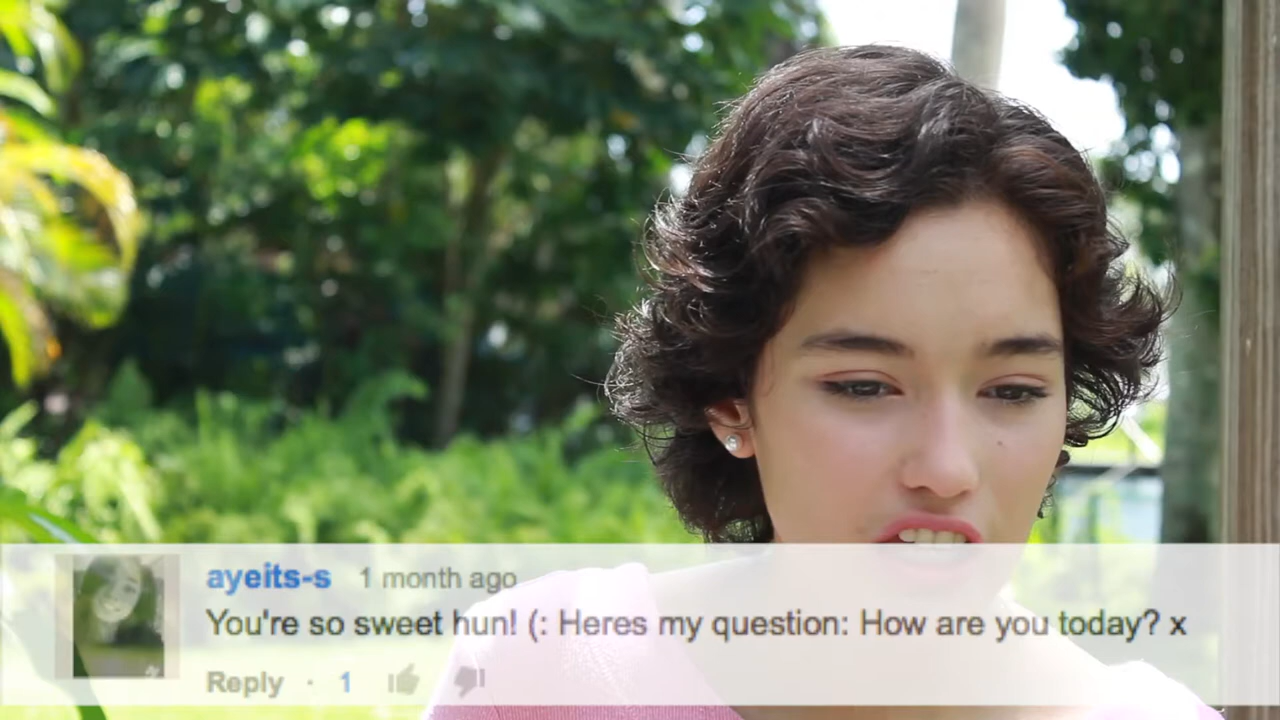 ayeits-s 1 month ago
You're so sweet hun! (: Heres my question: How are you today? x
Reply · 1